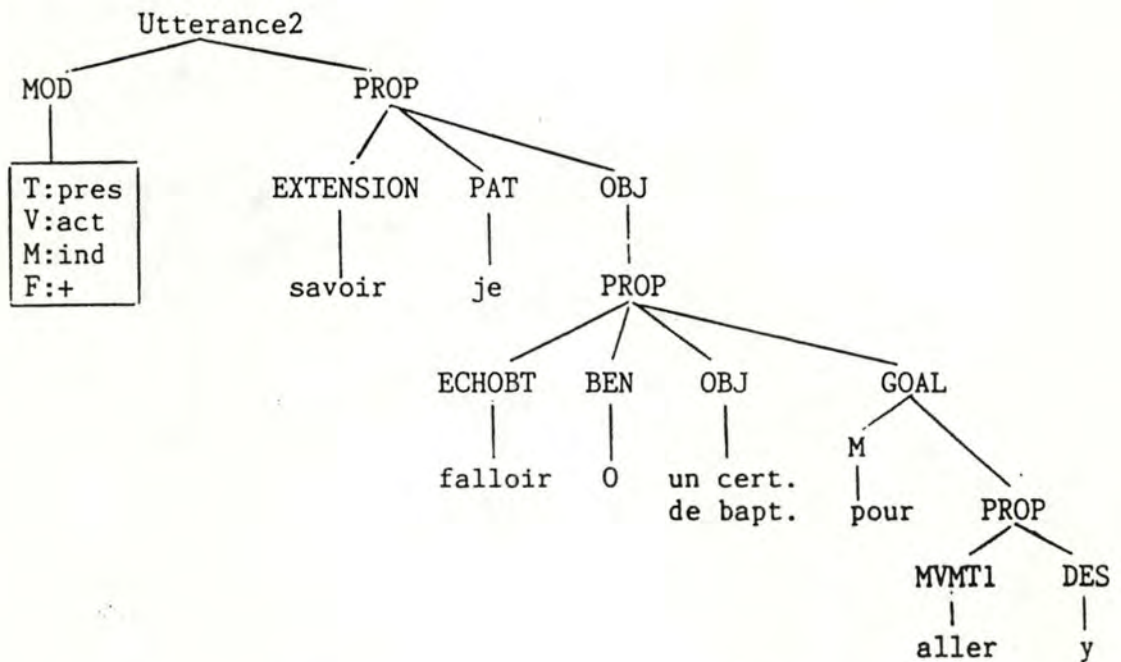 Utterance2
MOD PROP
T:pres
V:act
M:ind
F:+
EXTENSION PAT OBJ
savoir je PROP
ECHOBT BEN OBJ GOAL
M
falloir O un cert.
de bapt. pour PROP
MVMT1 DES
aller y